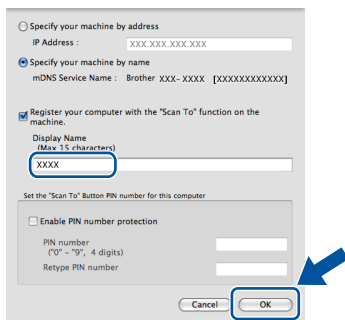 Specify your machine by address
IP Address : XXX.XXX.XXX.XXX
Specify your machine by name
mDNS Service Name : Brother XXX-XXXX [XXXXXXXXXXXX]
Register your computer with the "Scan To" function on the
machine.
Display Name
(Max 15 characters)
XXXX
Set the "Scan To" Button PIN number for this computer
Enable PIN number protection
PIN number
("0" – "9", 4 digits)
Retype PIN number
Cancel OK